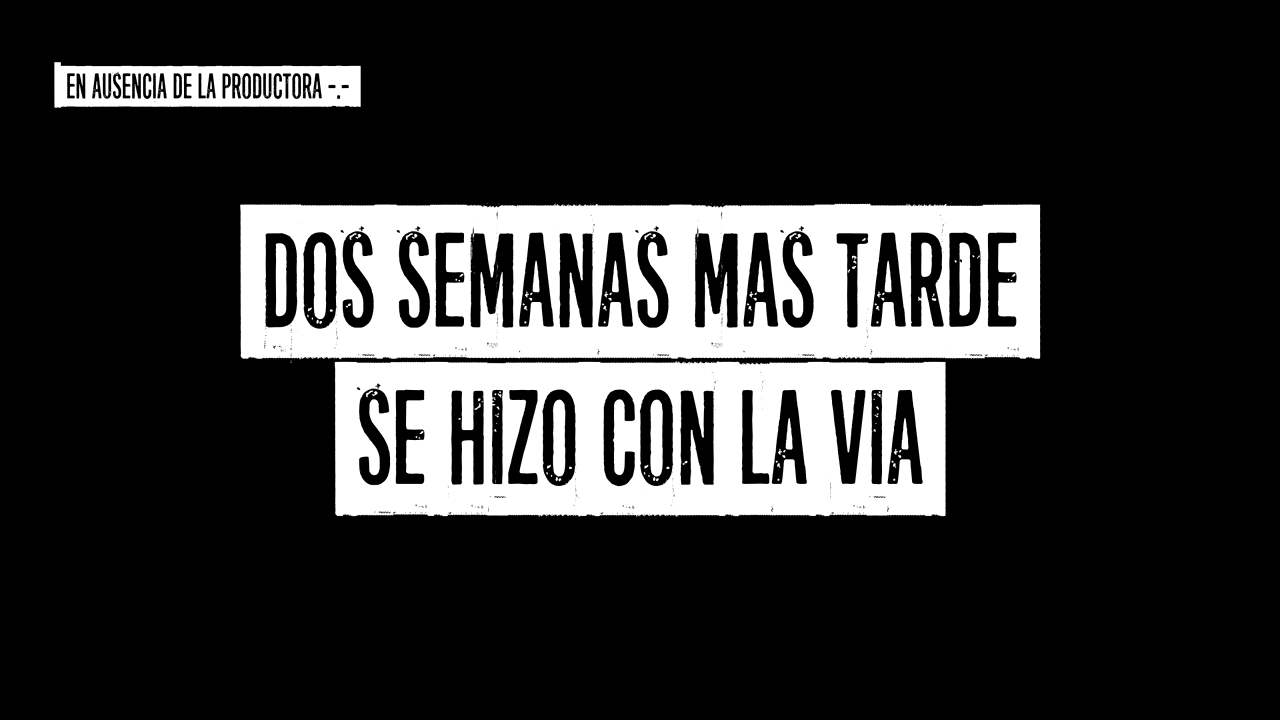 EN AUSENCIA DE LA PRODUCTORA -.-
DOS SEMANAS MAS TARDE
SE HIZO CON LA VIA